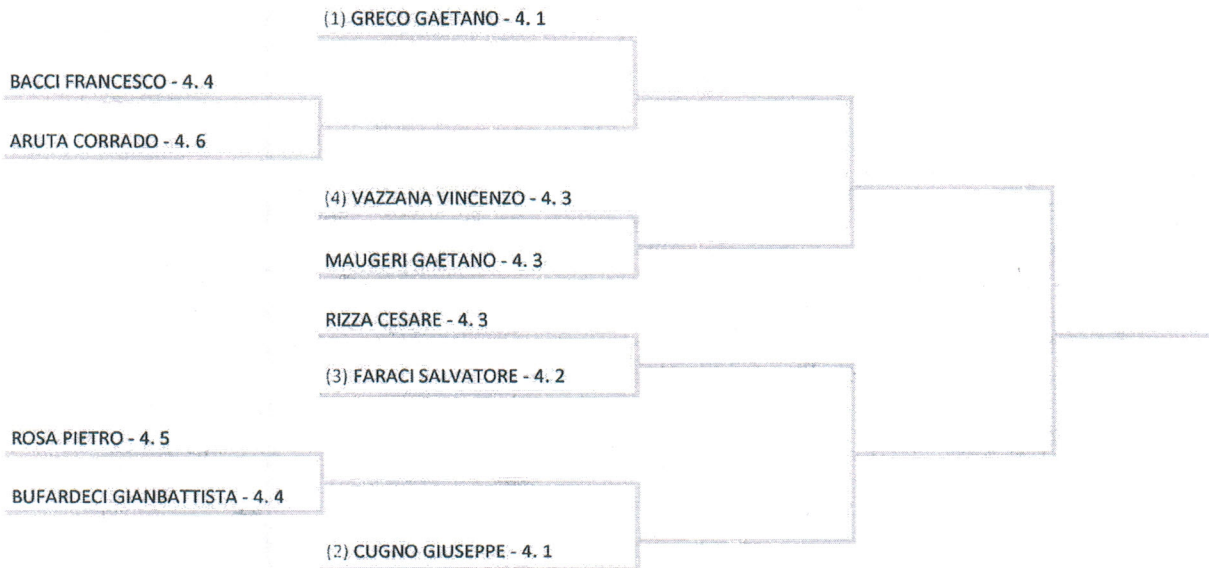 (1) GRECO GAETANO - 4. 1
BACCI FRANCESCO - 4. 4
ARUTA CORRADO - 4. 6
(4) VAZZANA VINCENZO - 4. 3
MAUGERI GAETANO - 4. 3
RIZZA CESARE - 4. 3
(3) FARACI SALVATORE - 4. 2
ROSA PIETRO - 4. 5
BUFARDECI GIANBATTISTA - 4. 4
(2) CUGNO GIUSEPPE - 4. 1